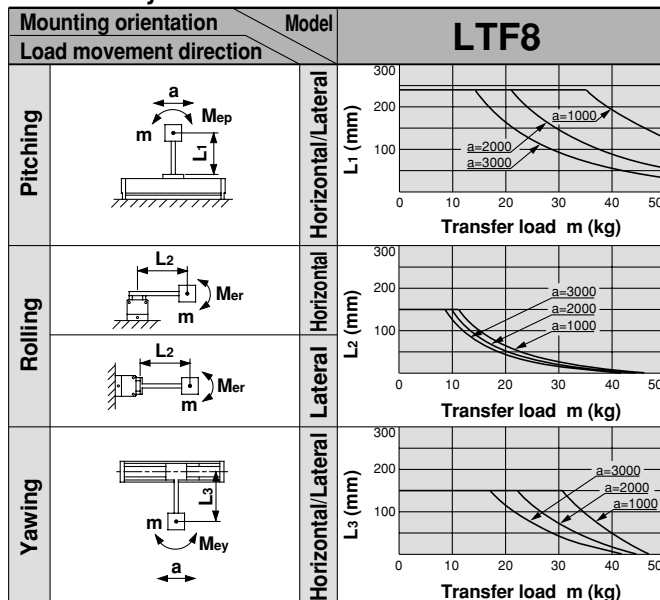 Mounting orientation
Model
Load movement direction
LTF8
Pitching
a
Mep
m
L1
Horizontal/Lateral
L1 (mm)
300
200
100
a=1000
a=2000
a=3000
0 10 20 30 40 50
Transfer load m (kg)
Rolling
L2
Mer
m
Horizontal
L2
Mer
m
Lateral
L2 (mm)
300
200
100
a=3000
a=2000
a=1000
0 10 20 30 40 50
Transfer load m (kg)
Yawing
L3
m
Mey
a
Horizontal/Lateral
L3 (mm)
300
200
100
a=3000
a=2000
a=1000
0 10 20 30 40 50
Transfer load m (kg)